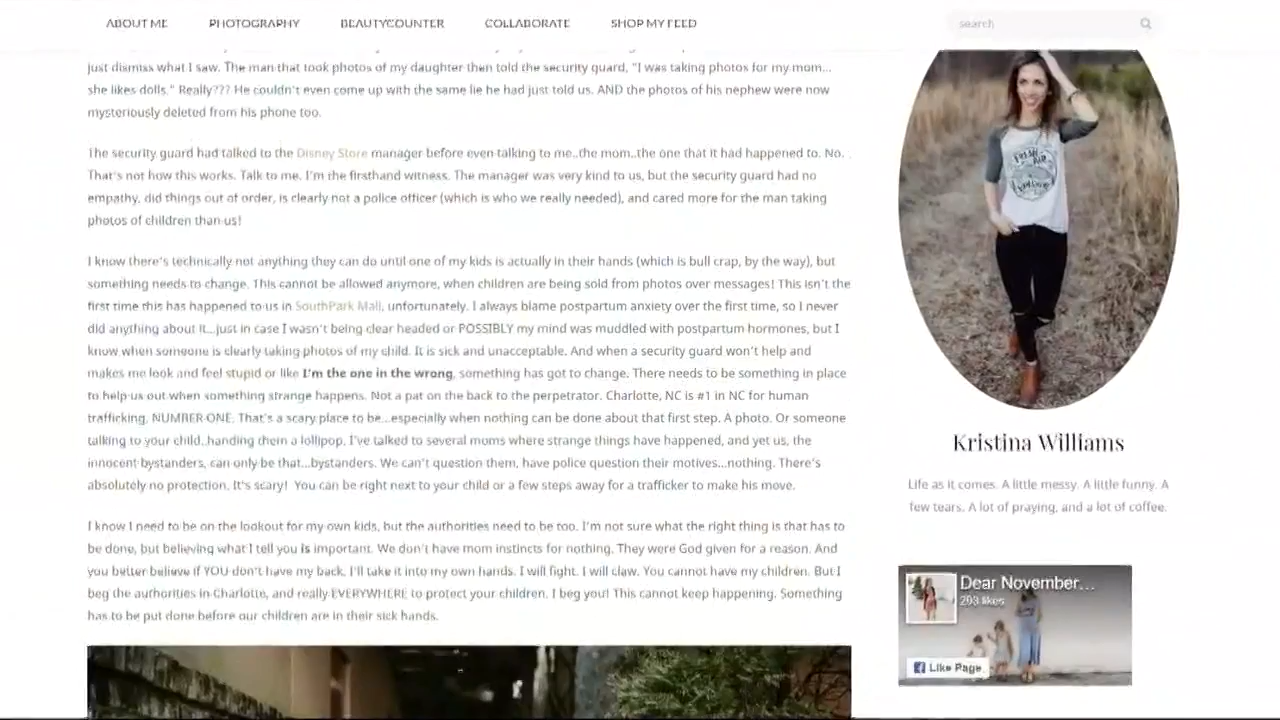 ABOUT ME PHOTOGRAPHY BEAUTYCOUNTER COLLABORATE SHOP MY FEED search
just dismiss what I saw. The man that took photos of my daughter then told the security guard, "I was taking photos for my mom...
she likes dolls." Really??? He couldn't even come up with the same lie he had just told us. AND the photos of his nephew were now
mysteriously deleted from his phone too.
The security guard had talked to the Disney Store manager before even talking to me..the mom..the one that it had happened to. No.
That's not how this works. Talk to me. I'm the firsthand witness. The manager was very kind to us, but the security guard had no
empathy, did things out of order, is clearly not a police officer (which is who we really needed), and cared more for the man taking
photos of children than us!
I know there's technically not anything they can do until one of my kids is actually in their hands (which is bull crap, by the way), but
something needs to change. This cannot be allowed anymore, when children are being sold from photos over messages! This isn't the
first time this has happened to us in SouthPark Mall, unfortunately. I always blame postpartum anxiety over the first time, so I never
did anything about it...just in case I wasn't being clear headed or POSSIBLY my mind was muddled with postpartum hormones, but I
know when someone is clearly taking photos of my child. It is sick and unacceptable. And when a security guard won't help and
makes me look and feel stupid or like I'm the one in the wrong, something has got to change. There needs to be something in place
to help us out when something strange happens. Not a pat on the back to the perpetrator. Charlotte, NC is #1 in NC for human
trafficking. NUMBER ONE. That's a scary place to be...especially when nothing can be done about that first step. A photo. Or someone
talking to your child..handing them a lollipop. I've talked to several moms where strange things have happened, and yet us, the
innocent bystanders, can only be that...bystanders. We can't question them, have police question their motives...nothing. There's
absolutely no protection. It's scary! You can be right next to your child or a few steps away for a trafficker to make his move.
I know I need to be on the lookout for my own kids, but the authorities need to be too. I'm not sure what the right thing is that has to
be done, but believing what I tell you is important. We don't have mom instincts for nothing. They were God given for a reason. And
you better believe if YOU don't have my back, I'll take it into my own hands. I will fight. I will claw. You cannot have my children. But I
beg the authorities in Charlotte, and really EVERYWHERE to protect your children. I beg you! This cannot keep happening. Something
has to be put done before our children are in their sick hands.
Kristina Williams
Life as it comes. A little messy. A little funny. A
few tears. A lot of praying, and a lot of coffee.
Dear November...
293 likes
Like Page